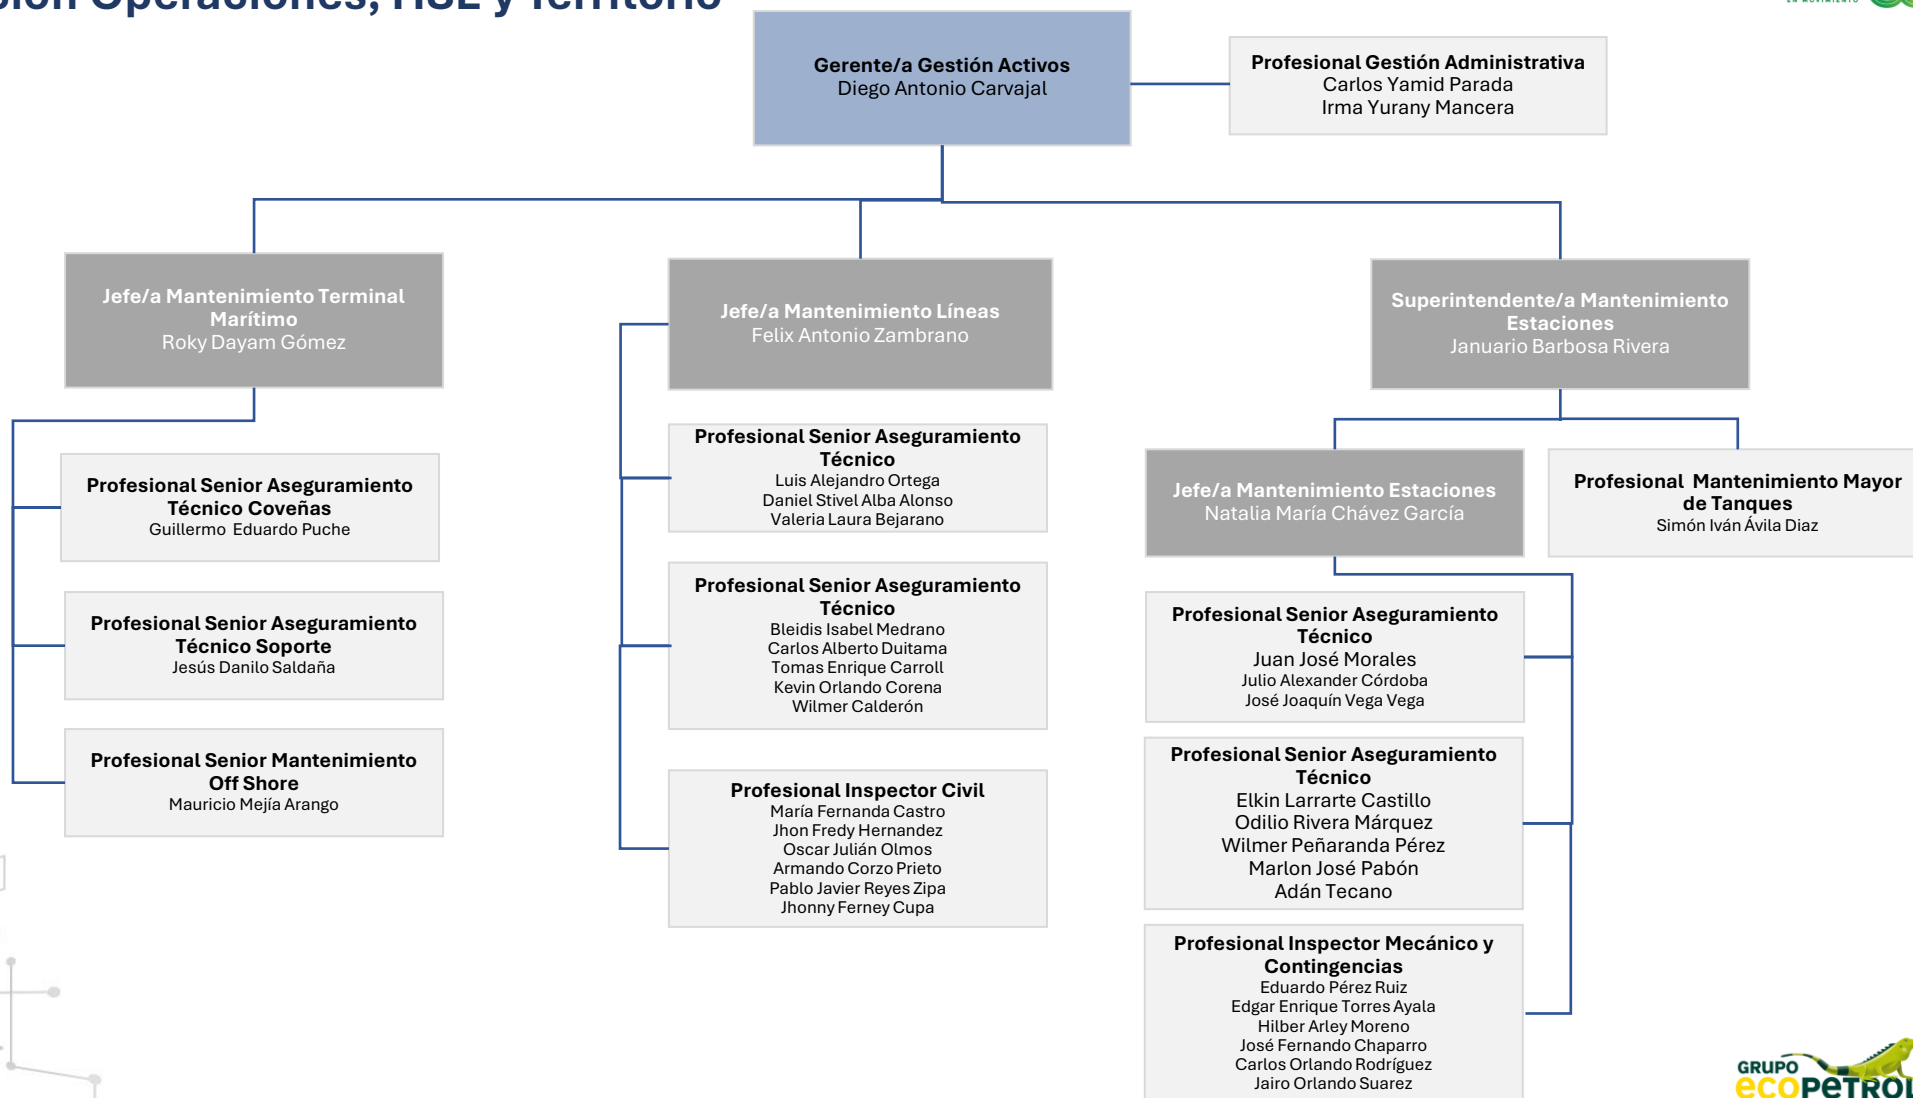 Operaciones, HSE y Territorio
EN MOVIMIENTO
Gerente/a Gestión Activos
Diego Antonio Carvajal
Profesional Gestión Administrativa
Carlos Yamid Parada
Irma Yurany Mancera
Jefe/a Mantenimiento Terminal
Marítimo
Roky Dayam Gómez
Profesional Senior Aseguramiento
Técnico Coveñas
Guillermo Eduardo Puche
Profesional Senior Aseguramiento
Técnico Soporte
Jesús Danilo Saldaña
Profesional Senior Mantenimiento
Off Shore
Mauricio Mejía Arango
Jefe/a Mantenimiento Líneas
Felix Antonio Zambrano
Profesional Senior Aseguramiento
Técnico
Luis Alejandro Ortega
Daniel Stivel Alba Alonso
Valeria Laura Bejarano
Profesional Senior Aseguramiento
Técnico
Bleidis Isabel Medrano
Carlos Alberto Duitama
Tomas Enrique Carroll
Kevin Orlando Corena
Wilmer Calderón
Profesional Inspector Civil
María Fernanda Castro
Jhon Fredy Hernandez
Oscar Julián Olmos
Armando Corzo Prieto
Pablo Javier Reyes Zipa
Jhonny Ferney Cupa
Superintendente/a Mantenimiento
Estaciones
Januario Barbosa Rivera
Jefe/a Mantenimiento Estaciones
Natalia María Chávez García
Profesional Mantenimiento Mayor
de Tanques
Simón Iván Ávila Diaz
Profesional Senior Aseguramiento
Técnico
Juan José Morales
Julio Alexander Córdoba
José Joaquín Vega Vega
Profesional Senior Aseguramiento
Técnico
Elkin Larrarte Castillo
Odilio Rivera Márquez
Wilmer Peñaranda Pérez
Marlon José Pabón
Adán Tecano
Profesional Inspector Mecánico y
Contingencias
Eduardo Pérez Ruiz
Edgar Enrique Torres Ayala
Hilber Arley Moreno
José Fernando Chaparro
Carlos Orlando Rodríguez
Jairo Orlando Suarez
GRUPO
ecoPETROL